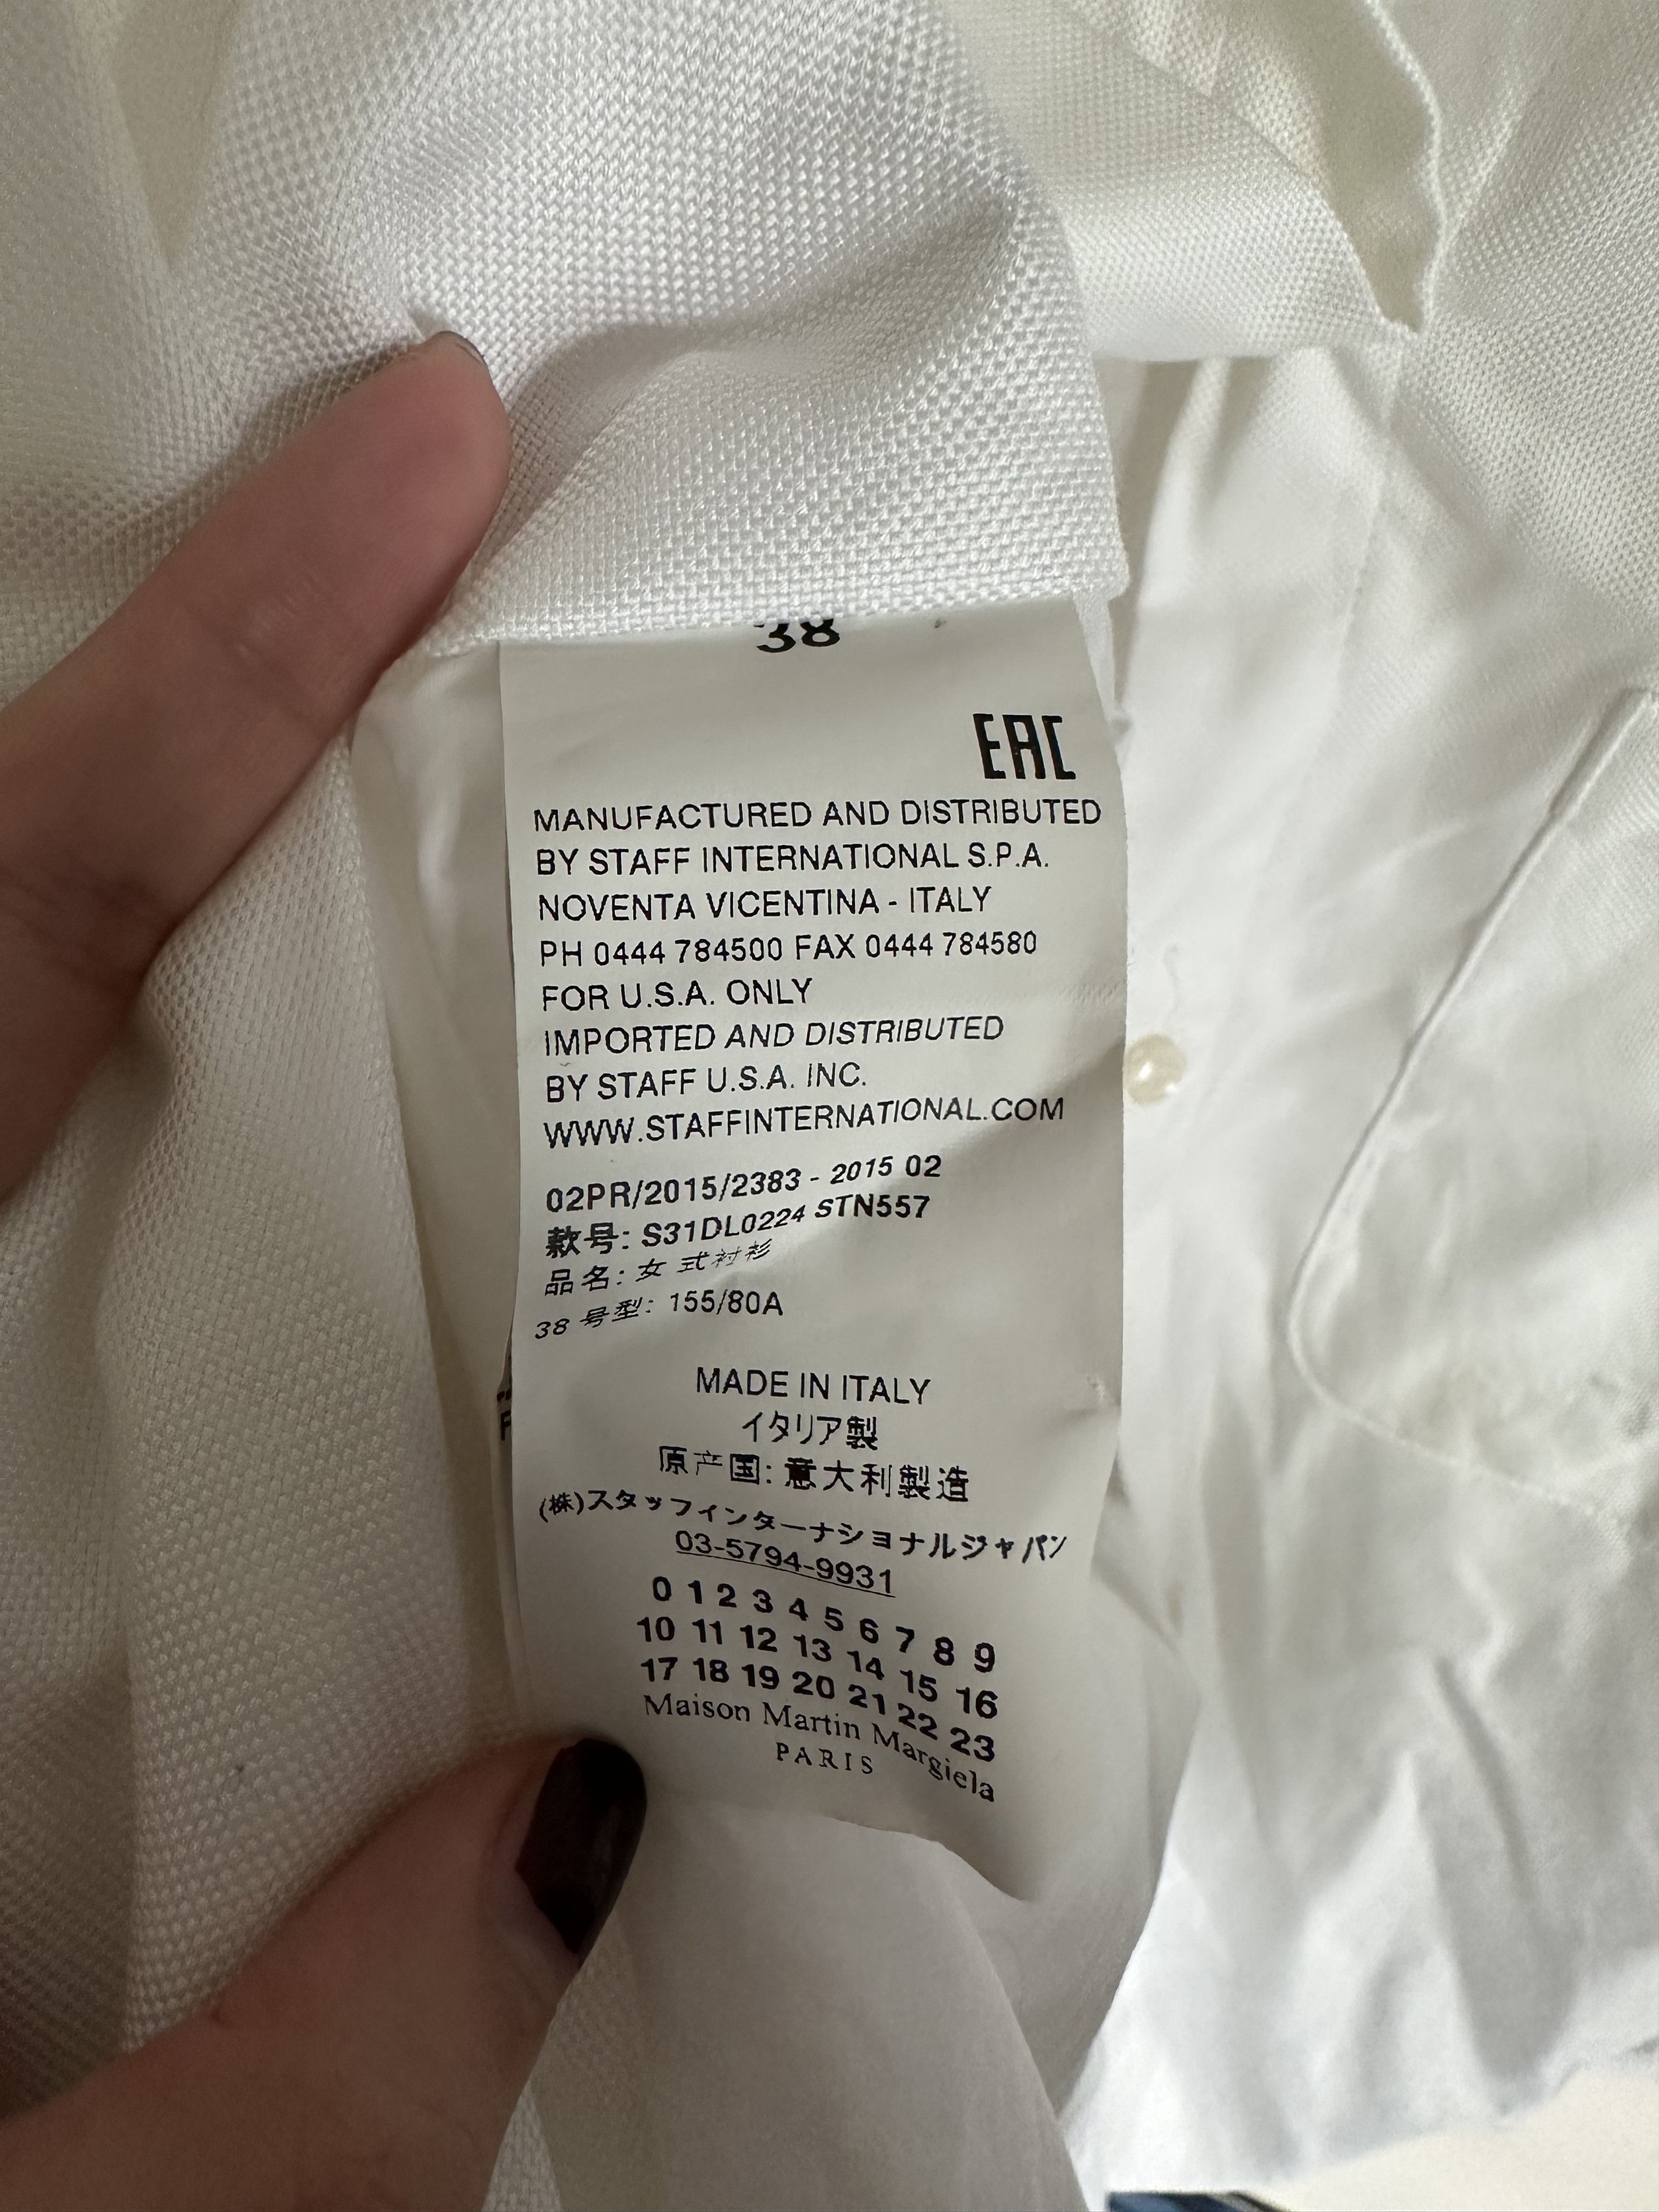 38
EAC
MANUFACTURED AND DISTRIBUTED
BY STAFF INTERNATIONAL S.P.A.
NOVENTA VICENTINA - ITALY
PH 0444 784500 FAX 0444 784580
FOR U.S.A. ONLY
IMPORTED AND DISTRIBUTED
BY STAFF U.S.A. INC.
WWW.STAFFINTERNATIONAL.COM
02PR/2015/2383 - 2015 02
款号: S31DL0224 STN557
品名: 女 式衬衫
38 号型: 155/80A
MADE IN ITALY
イタリア製
原产国: 意大利製造
(株)スタッフインターナショナルジャパン
03-5794-9931
0 1 2 3 4 5 6 7 8 9
10 11 12 13 14 15 16
17 18 19 20 21 22 23
Maison Martin Margiela
PARIS